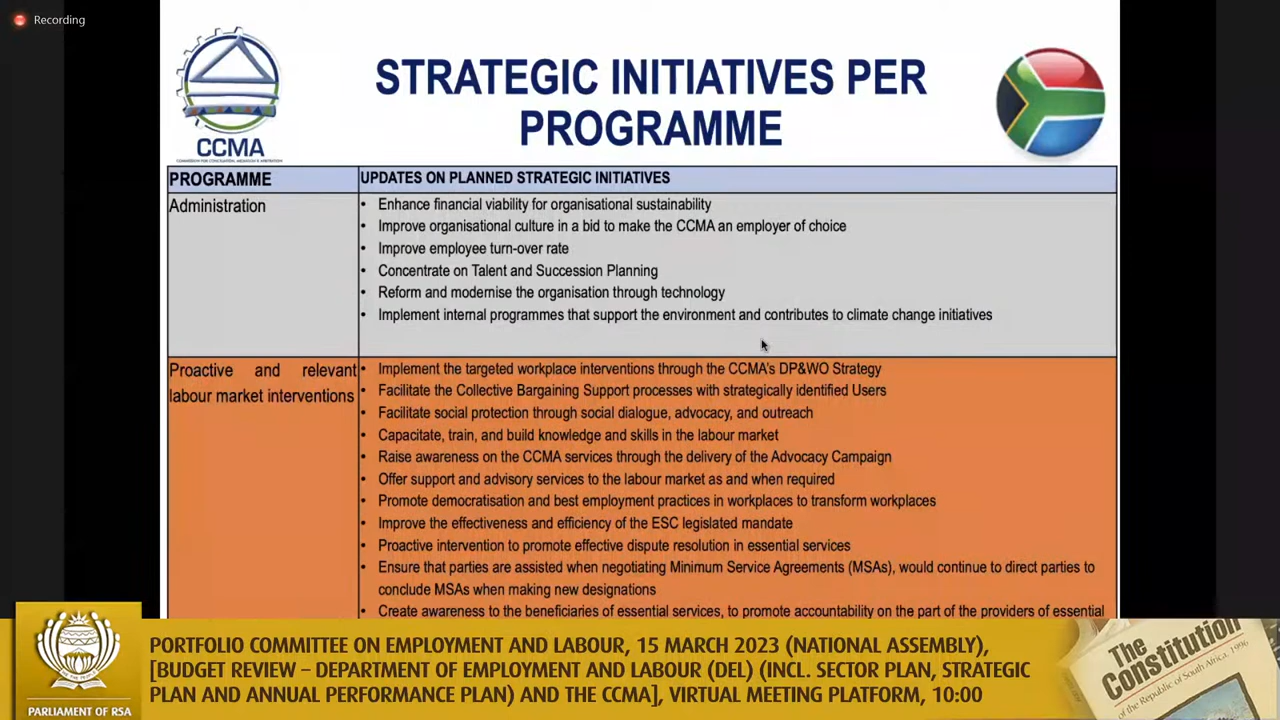 Recording
CCMA
COMMISSION FOR CONCILIATION, MEDIATION & ARBITRATION
STRATEGIC INITIATIVES PER
PROGRAMME
PROGRAMME
UPDATES ON PLANNED STRATEGIC INITIATIVES
Administration
• Enhance financial viability for organisational sustainability
• Improve organisational culture in a bid to make the CCMA an employer of choice
• Improve employee turn-over rate
• Concentrate on Talent and Succession Planning
• Reform and modernise the organisation through technology
• Implement internal programmes that support the environment and contributes to climate change initiatives
Proactive and relevant
labour market interventions
• Implement the targeted workplace interventions through the CCMA's DP&WO Strategy
• Facilitate the Collective Bargaining Support processes with strategically identified Users
• Facilitate social protection through social dialogue, advocacy, and outreach
• Capacitate, train, and build knowledge and skills in the labour market
• Raise awareness on the CCMA services through the delivery of the Advocacy Campaign
• Offer support and advisory services to the labour market as and when required
• Promote democratisation and best employment practices in workplaces to transform workplaces
• Improve the effectiveness and efficiency of the ESC legislated mandate
• Proactive intervention to promote effective dispute resolution in essential services
• Ensure that parties are assisted when negotiating Minimum Service Agreements (MSAs), would continue to direct parties to
conclude MSAs when making new designations
• Create awareness to the beneficiaries of essential services, to promote accountability on the part of the providers of essential
PARLIAMENT OF RSA
PORTFOLIO COMMITTEE ON EMPLOYMENT AND LABOUR, 15 MARCH 2023 (NATIONAL ASSEMBLY),
[BUDGET REVIEW – DEPARTMENT OF EMPLOYMENT AND LABOUR (DEL) (INCL. SECTOR PLAN, STRATEGIC
PLAN AND ANNUAL PERFORMANCE PLAN) AND THE CCMA], VIRTUAL MEETING PLATFORM, 10:00
The
Constitution
of the Republic of South Africa, 1996